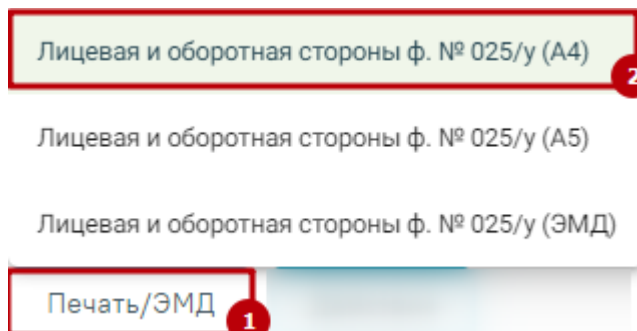 Лицевая и оборотная стороны ф. № 025/у (А4)
2
Лицевая и оборотная стороны ф. № 025/у (А5)
Лицевая и оборотная стороны ф. № 025/у (ЭМД)
Печать/ЭМД
1